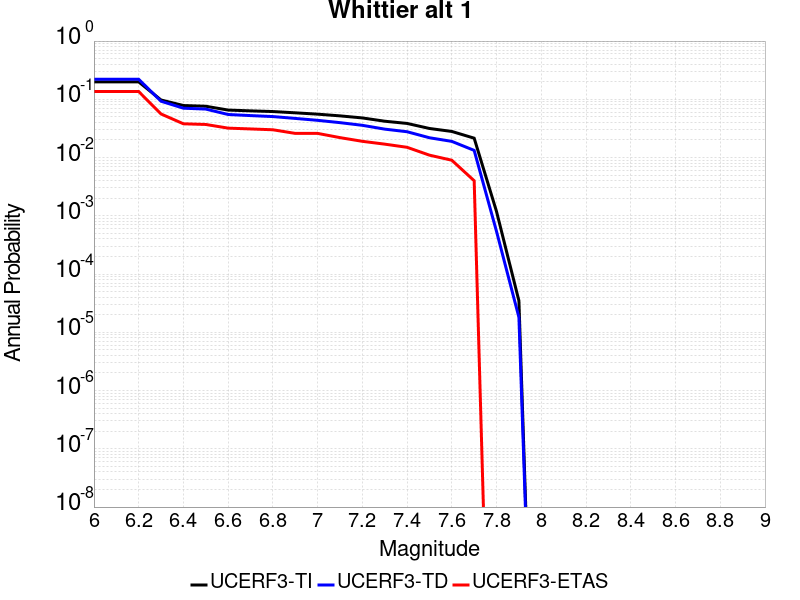 Whittier alt 1
10^0
10^-1
10^-2
10^-3
10^-4
10^-5
10^-6
10^-7
10^-8
Annual Probability
6 6.2 6.4 6.6 6.8 7 7.2 7.4 7.6 7.8 8 8.2 8.4 8.6 8.8 9
Magnitude
UCERF3-TI UCERF3-TD UCERF3-ETAS